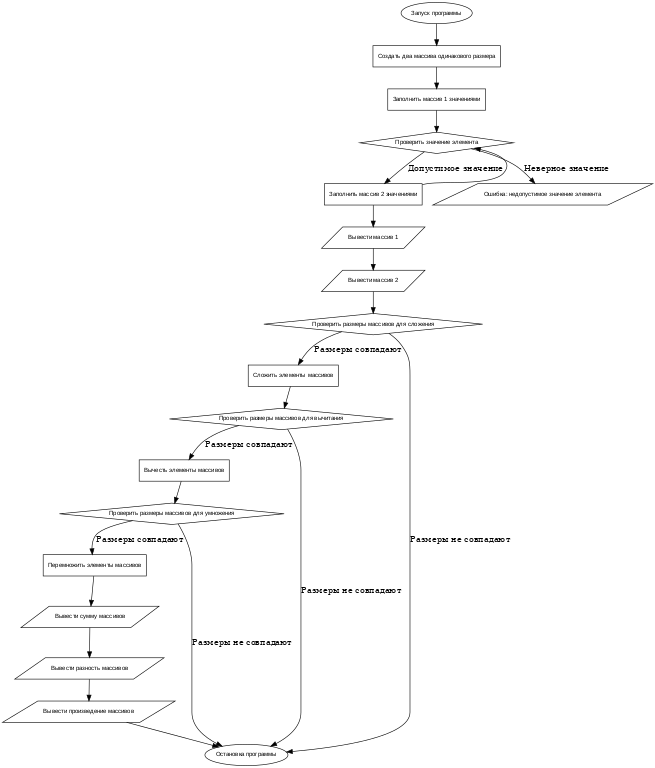 Запуск программы
Создать два массива одинакового размера
Заполнить массив 1 значениями
Проверить значение элемента
Допустимое значение
Неверное значение
Заполнить массив 2 значениями
Ошибка: недопустимое значение элемента
Вывести массив 1
Вывести массив 2
Проверить размеры массивов для сложения
Размеры совпадают
Сложить элементы массивов
Проверить размеры массивов для вычитания
Размеры совпадают
Вычесть элементы массивов
Проверить размеры массивов для умножения
Размеры совпадают
Размеры не совпадают
Перемножить элементы массивов
Размеры не совпадают
Вывести сумму массивов
Размеры не совпадают
Вывести разность массивов
Вывести произведение массивов
Остановка программы